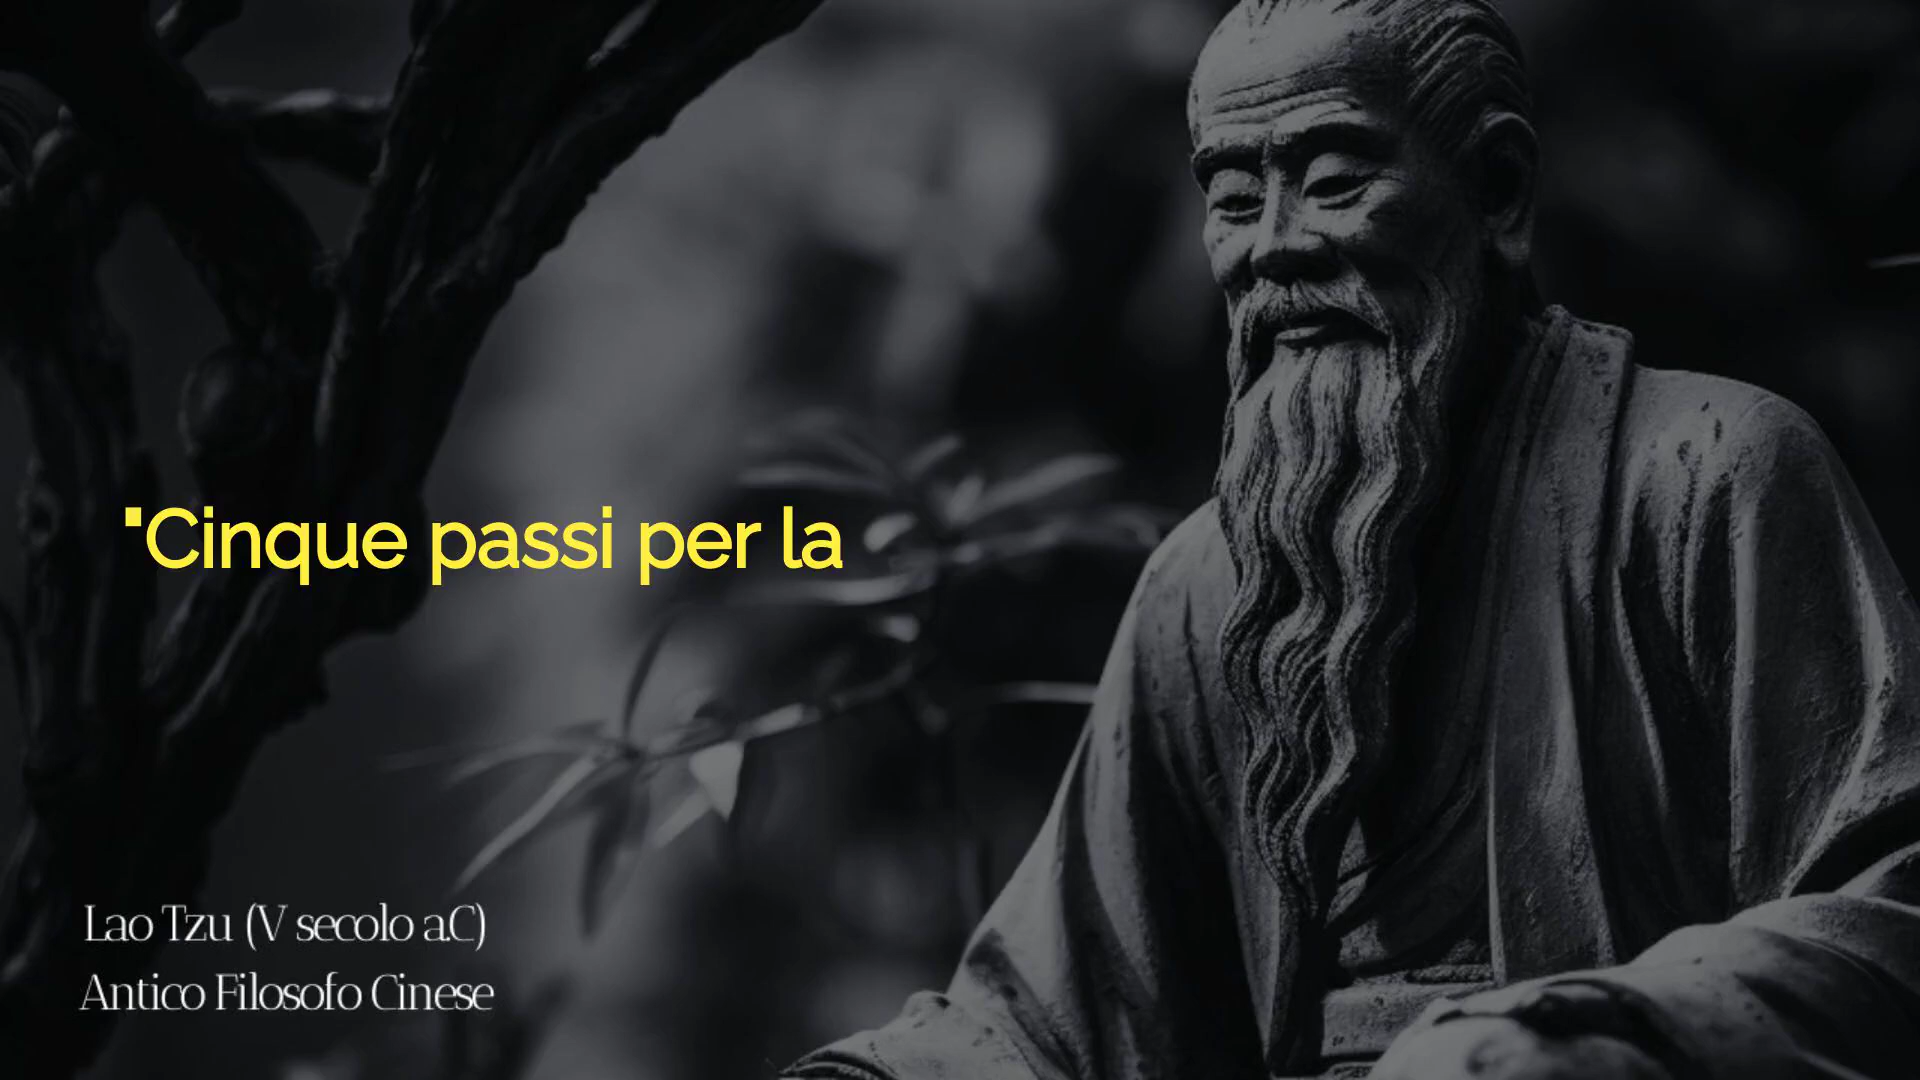 "Cinque passi per la
Lao Tzu (V secolo a.C)
Antico Filosofo Cinese